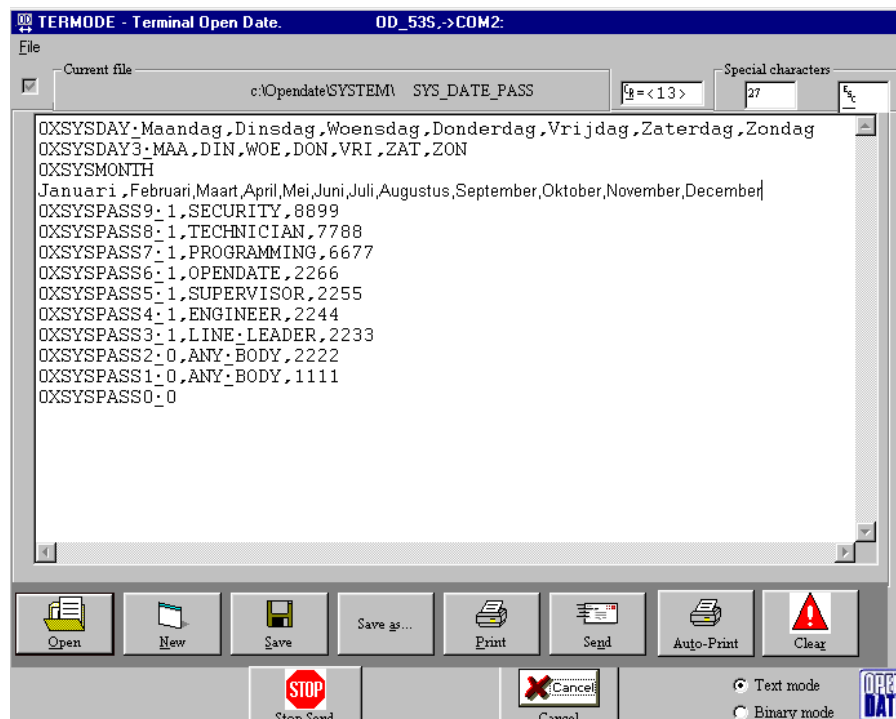 TERMODE - Terminal Open Date. OD_53S,->COM2:
File
Current file
Special characters
c:\Opendate\SYSTEM\ SYS_DATE_PASS
CR=<13>
27
ESC
0XSYSDAY·Maandag,Dinsdag,Woensdag,Donderdag,Vrijdag,Zaterdag,Zondag
0XSYSDAY3·MAA,DIN,WOE,DON,VRI,ZAT,ZON
0XSYSMONTH
Januari,Februari,Maart,April,Mei,Juni,Juli,Augustus,September,Oktober,November,December
0XSYSPASS9·1,SECURITY,8899
0XSYSPASS8·1,TECHNICIAN,7788
0XSYSPASS7·1,PROGRAMMING,6677
0XSYSPASS6·1,OPENDATE,2266
0XSYSPASS5·1,SUPERVISOR,2255
0XSYSPASS4·1,ENGINEER,2244
0XSYSPASS3·1,LINE·LEADER,2233
0XSYSPASS2·0,ANY·BODY,2222
0XSYSPASS1·0,ANY·BODY,1111
0XSYSPASS0·0
Open
New
Save
Save as...
Print
Send
Auto-Print
Clear
STOP
Stop Send
Cancel
Cancel
Text mode
Binary mode